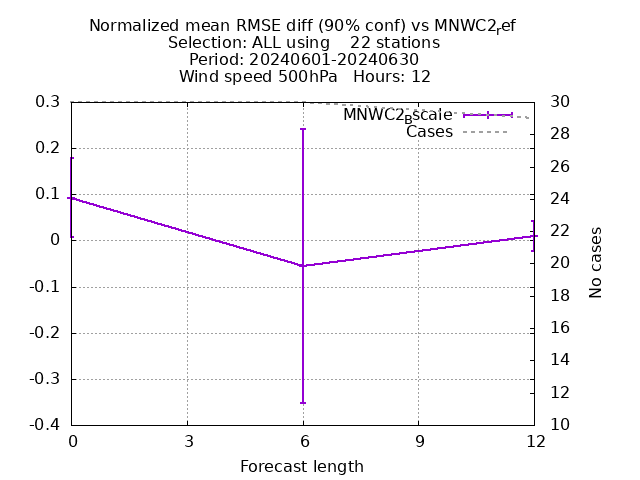 Normalized mean RMSE diff (90% conf) vs MNWC2ref
Selection: ALL using    22 stations
Period: 20240601-20240630
Wind speed 500hPa   Hours: 12
0.3
0.2
0.1
0
-0.1
-0.2
-0.3
-0.4
MNWC2Bscale
Cases
30
28
26
24
22
20
18
16
14
12
10
No cases
0 3 6 9 12
Forecast length